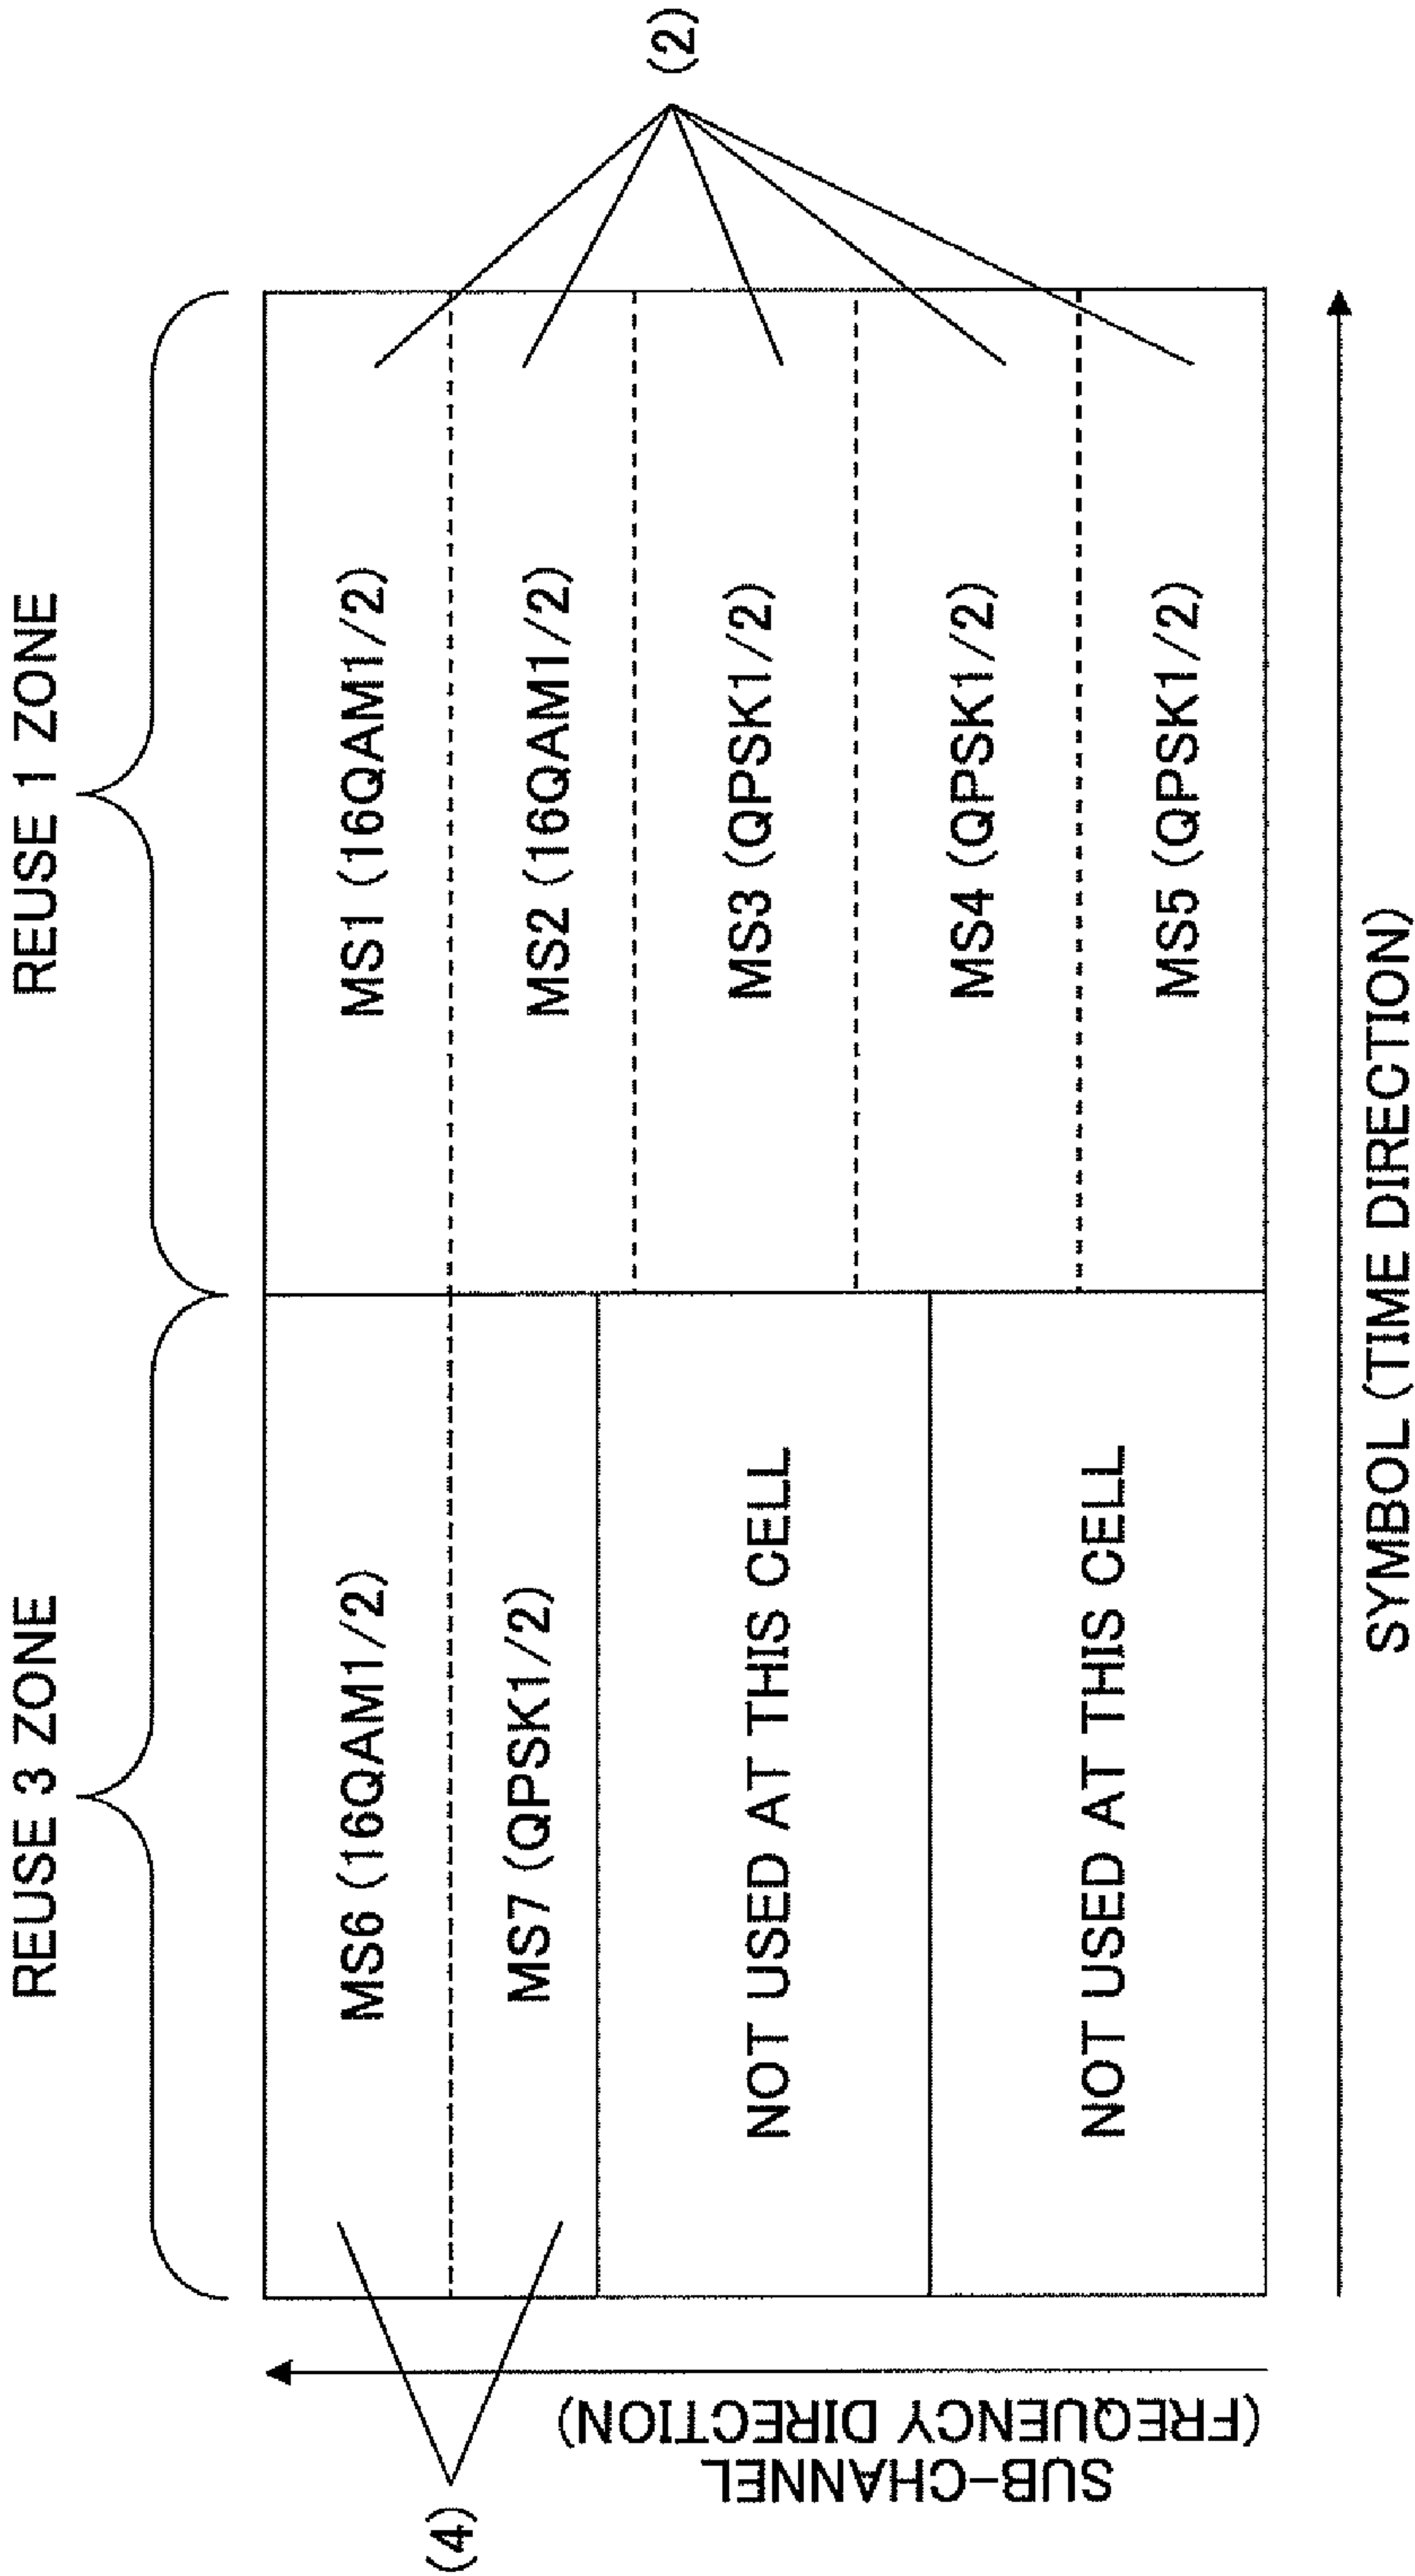 REUSE 3 ZONE
REUSE 1 ZONE
MS6 (16QAM1/2)
MS7 (QPSK1/2)
NOT USED AT THIS CELL
NOT USED AT THIS CELL
MS1 (16QAM1/2)
MS2 (16QAM1/2)
MS3 (QPSK1/2)
MS4 (QPSK1/2)
MS5 (QPSK1/2)
(4)
(2)
SUB-CHANNEL
(FREQUENCY DIRECTION)
SYMBOL (TIME DIRECTION)